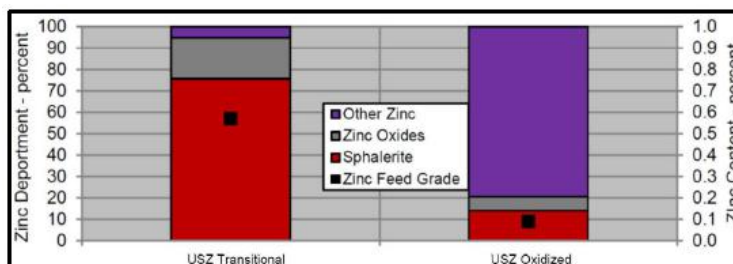 Zinc Department - percent
100
90
80
70
60
50
40
30
20
10
0
Other Zinc
Zinc Oxides
Sphalerite
Zinc Feed Grade
1.0
0.9
0.8
0.7
0.6
0.5
0.4
0.3
0.2
0.1
0.0
Zinc Content - percent
USZ Transitional
USZ Oxidized